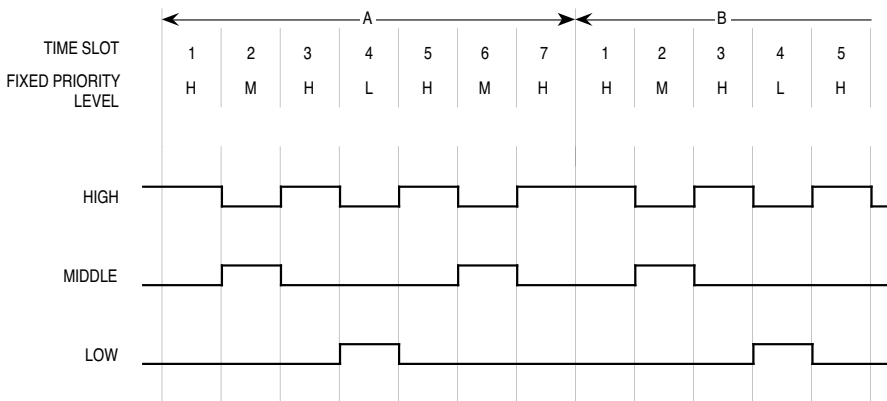 A B
TIME SLOT 1 2 3 4 5 6 7 1 2 3 4 5
FIXED PRIORITY
LEVEL H M H L H M H H M H L H
HIGH
MIDDLE
LOW